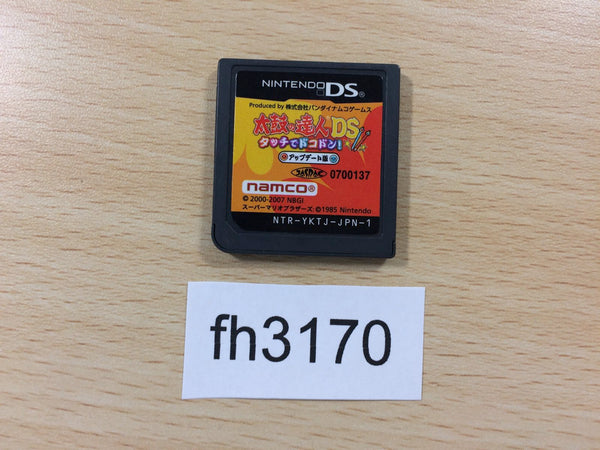 NINTENDO DS
Produced by 株式会社バンダイナムコゲームス
太鼓の達人DS
タッチでドコドン!
アップデート版
0700137
namco®
© 2000-2007 NBGI
スーパーマリオブラザーズ:©1985 Nintendo
NTR-YKTJ-JPN-1
fh3170